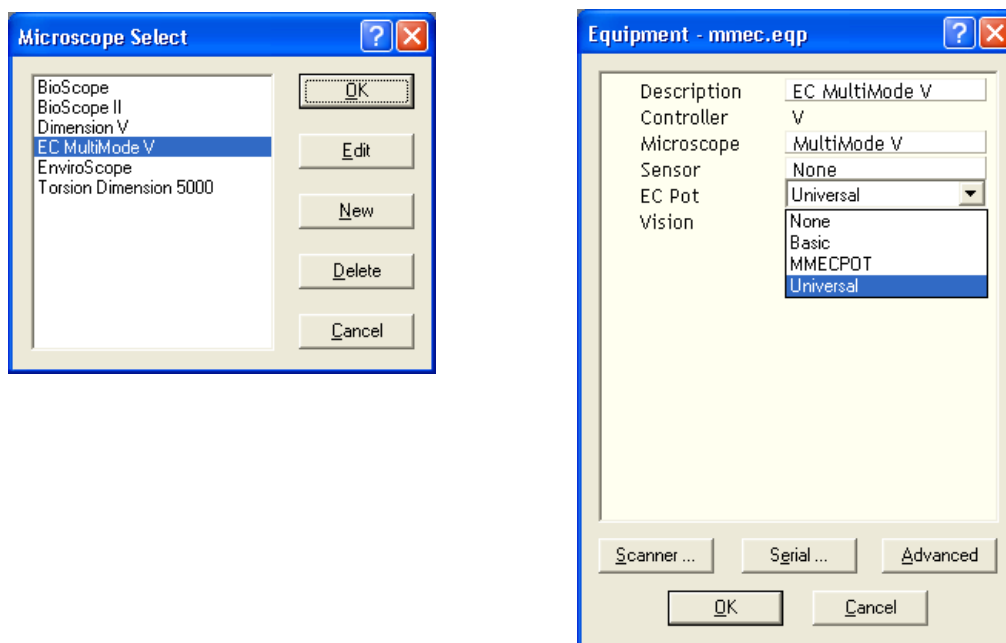 Microscope Select
BioScope
BioScope II
Dimension V
EC MultiMode V
EnviroScope
Torsion Dimension 5000
OK
Edit
New
Delete
Cancel
Equipment - mmec.eqp
Description EC MultiMode V
Controller V
Microscope MultiMode V
Sensor None
EC Pot Universal
Vision
None
Basic
MMECPOT
Universal
Scanner ... Serial ... Advanced
OK Cancel